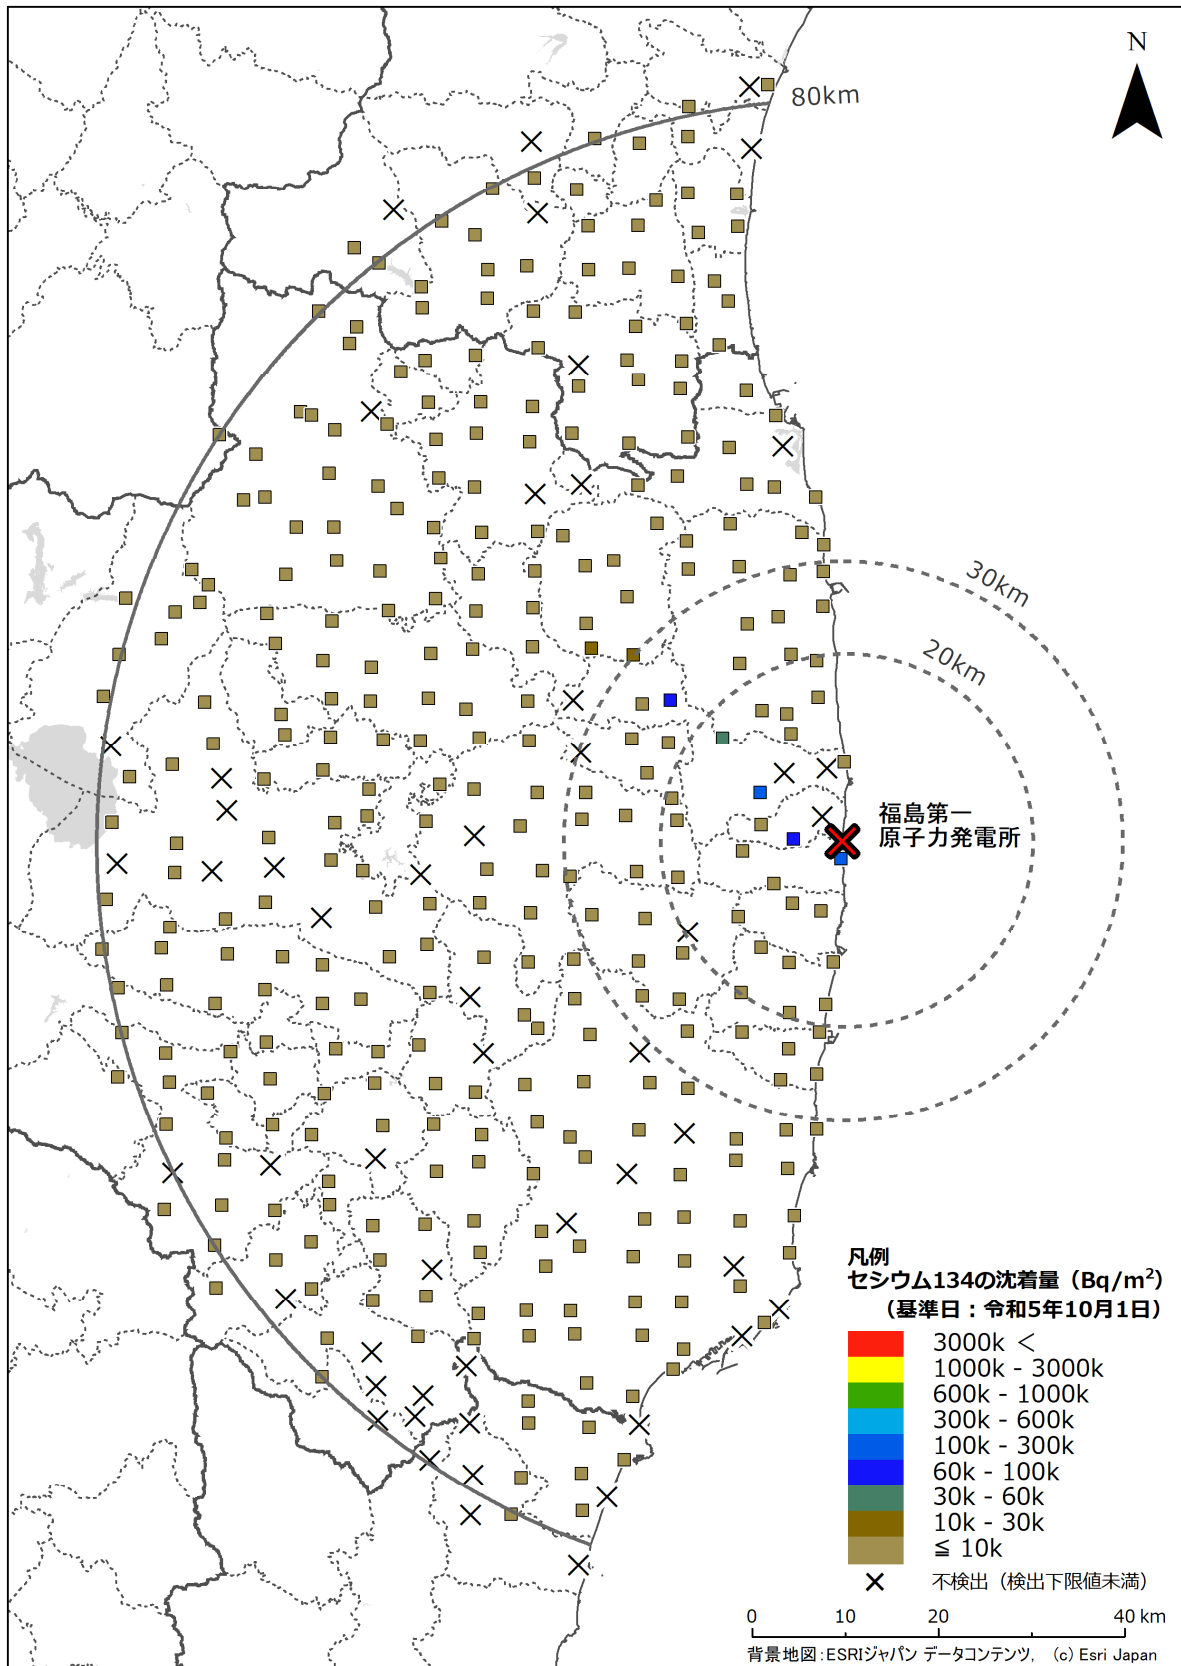 N
80km
30km
20km
福島第一
原子力発電所
凡例
セシウム134の沈着量（Bq/m²）
（基準日：令和5年10月1日）
3000k ＜
1000k - 3000k
600k - 1000k
300k - 600k
100k - 300k
60k - 100k
30k - 60k
10k - 30k
≦ 10k
不検出（検出下限値未満）
0 10 20 40 km
背景地図：ESRIジャパン データコンテンツ, (c) Esri Japan